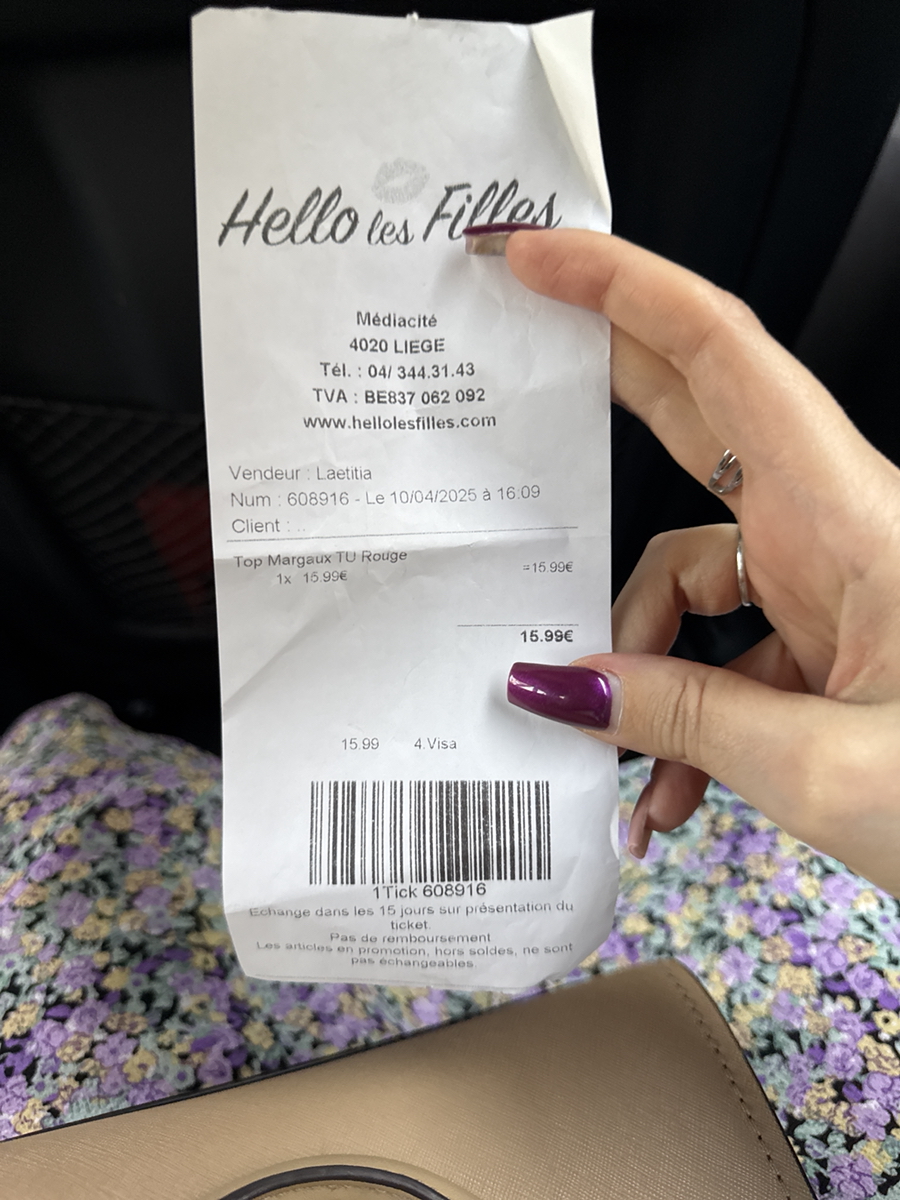 Hello les Filles
Médiacité
4020 LIEGE
Tél. : 04/ 344.31.43
TVA : BE837 062 092
www.hellolesfilles.com
Vendeur : Laetitia
Num : 608916 - Le 10/04/2025 à 16:09
Client : ..
Top Margaux TU Rouge
1x 15.99€ =15.99€
15.99€
15.99 4.Visa
1Tick 608916
Echange dans les 15 jours sur présentation du
ticket.
Pas de remboursement
Les articles en promotion, hors soldes, ne sont
pas échangeables.